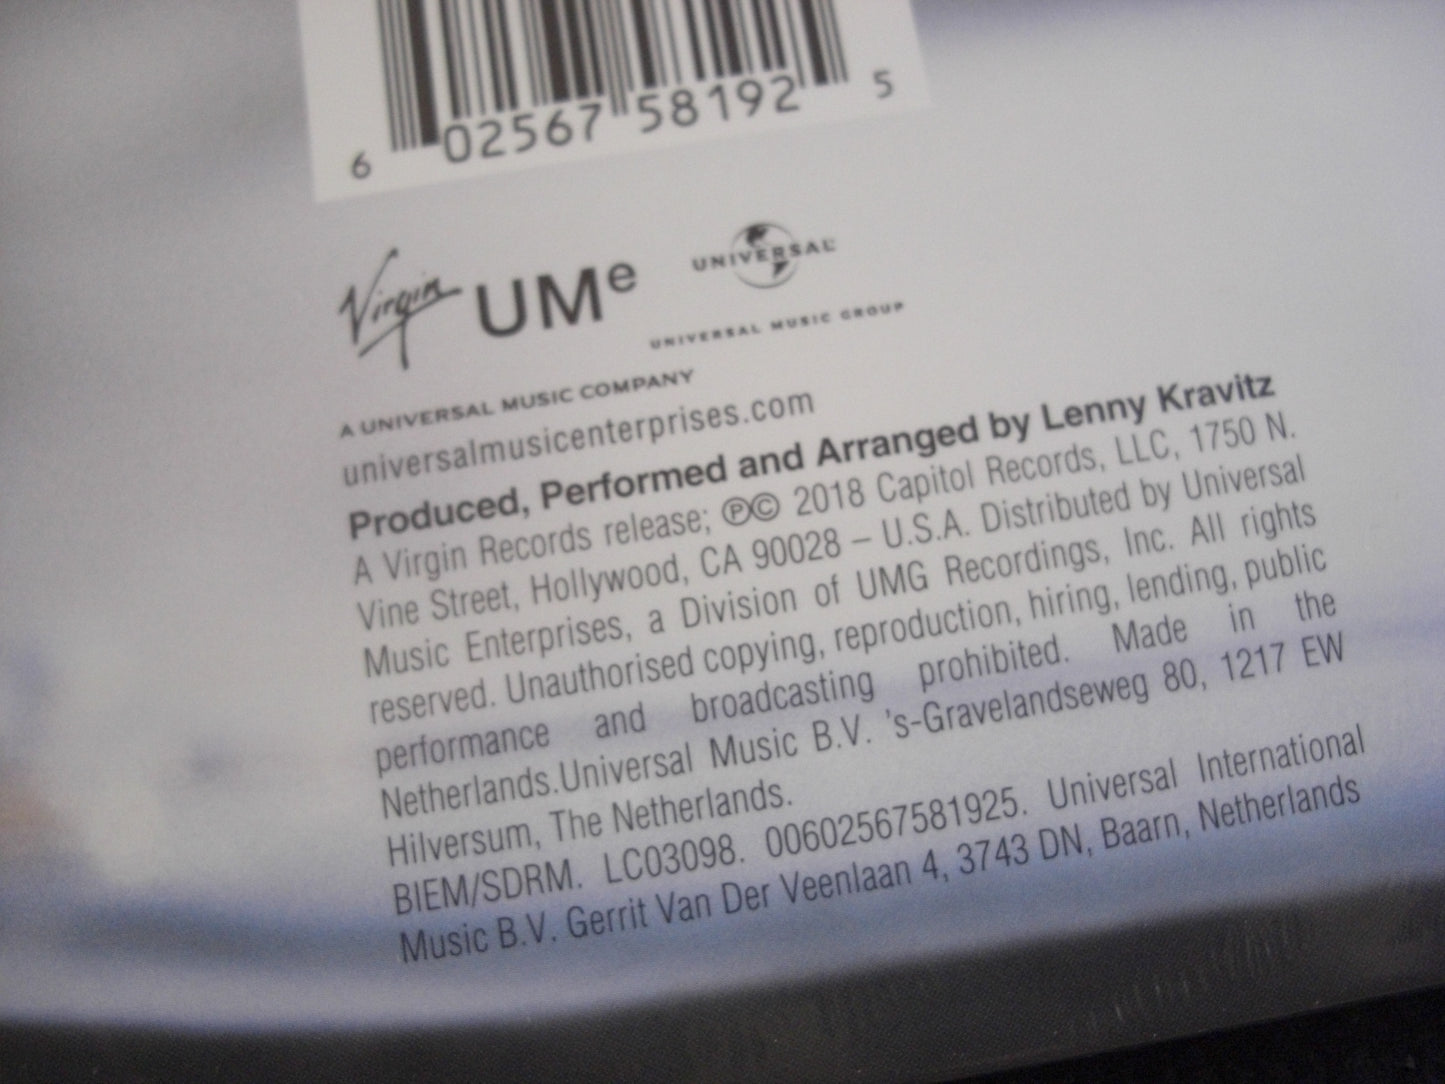 6 02567 58192 5
Virgin UMe UNIVERSAL
UNIVERSAL MUSIC GROUP
A UNIVERSAL MUSIC COMPANY
universalmusicenterprises.com
Produced, Performed and Arranged by Lenny Kravitz
A Virgin Records release; ℗© 2018 Capitol Records, LLC, 1750 N.
Vine Street, Hollywood, CA 90028 – U.S.A. Distributed by Universal
Music Enterprises, a Division of UMG Recordings, Inc. All rights
reserved. Unauthorised copying, reproduction, hiring, lending, public
performance and broadcasting prohibited. Made in the
Netherlands.Universal Music B.V. 's-Gravelandseweg 80, 1217 EW
Hilversum, The Netherlands.
BIEM/SDRM. LC03098. 00602567581925. Universal International
Music B.V. Gerrit Van Der Veenlaan 4, 3743 DN, Baarn, Netherlands